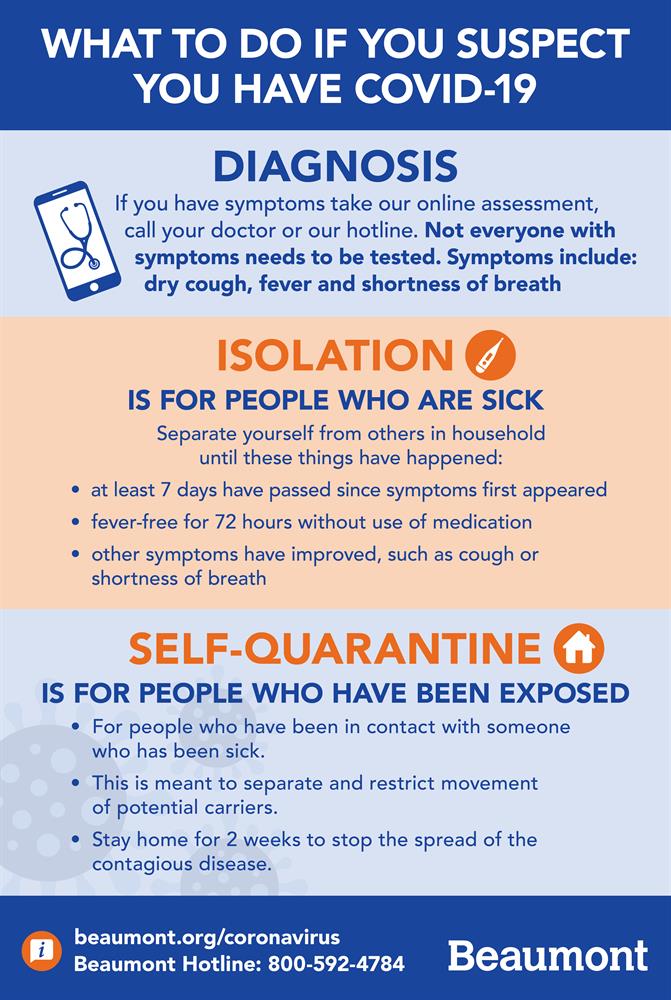 WHAT TO DO IF YOU SUSPECT
YOU HAVE COVID-19
DIAGNOSIS
If you have symptoms take our online assessment,
call your doctor or our hotline. Not everyone with
symptoms needs to be tested. Symptoms include:
dry cough, fever and shortness of breath
ISOLATION
IS FOR PEOPLE WHO ARE SICK
Separate yourself from others in household
until these things have happened:
• at least 7 days have passed since symptoms first appeared
• fever-free for 72 hours without use of medication
• other symptoms have improved, such as cough or
shortness of breath
SELF-QUARANTINE
IS FOR PEOPLE WHO HAVE BEEN EXPOSED
• For people who have been in contact with someone
who has been sick.
• This is meant to separate and restrict movement
of potential carriers.
• Stay home for 2 weeks to stop the spread of the
contagious disease.
i
beaumont.org/coronavirus
Beaumont Hotline: 800-592-4784
Beaumont